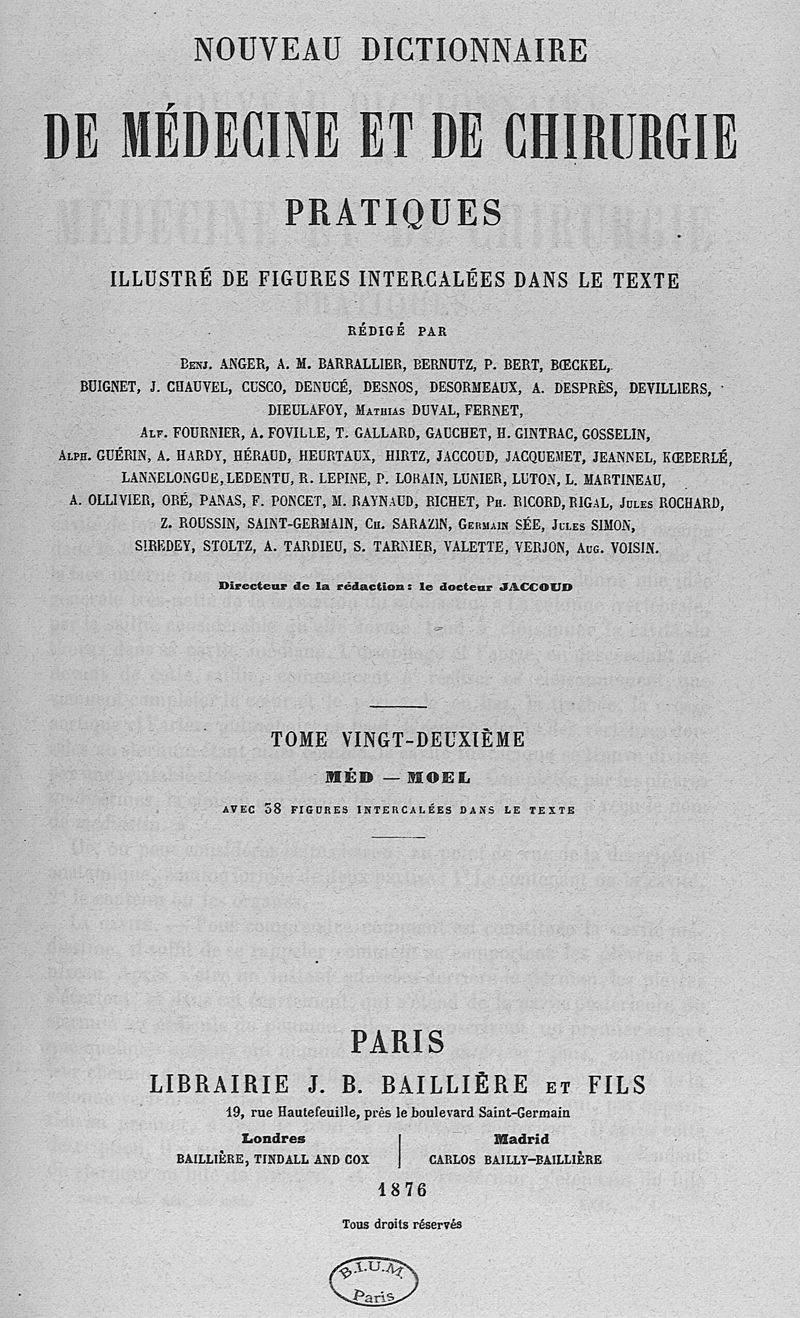 NOUVEAU DICTIONNAIRE
DE MÉDECINE ET DE CHIRURGIE
PRATIQUES
ILLUSTRÉ DE FIGURES INTERCALÉES DANS LE TEXTE
RÉDIGÉ PAR
BENJ. ANGER, A. M. BARRALLIER, BERNUTZ, P. BERT, BŒCKEL,
BUIGNET, J. CHAUVEL, CUSCO, DENUCÉ, DESNOS, DESORMEAUX, A. DESPRÈS, DEVILLIERS,
DIEULAFOY, MATHIAS DUVAL, FERNET,
ALF. FOURNIER, A. FOVILLE, T. GALLARD, GAUCHET, H. GINTRAC, GOSSELIN,
ALPH. GUÉRIN, A. HARDY, HÉRAUD, HEURTAUX, HIRTZ, JACCOUD, JACQUEMET, JEANNEL, KŒBERLÉ,
LANNELONGUE, LEDENTU, R. LEPINE, P. LORAIN, LUNIER, LUTON, L. MARTINEAU,
A. OLLIVIER, ORÉ, PANAS, F. PONCET, M. RAYNAUD, RICHET, PH. RICORD, RIGAL, JULES ROCHARD,
Z. ROUSSIN, SAINT-GERMAIN, CH. SARAZIN, GERMAIN SÉE, JULES SIMON,
SIREDEY, STOLTZ, A. TARDIEU, S. TARNIER, VALETTE, VERJON, AUG. VOISIN.
Directeur de la rédaction: le docteur JACCOUD
TOME VINGT-DEUXIÈME
MÉD — MOEL
AVEC 38 FIGURES INTERCALÉES DANS LE TEXTE
PARIS
LIBRAIRIE J. B. BAILLIÈRE ET FILS
19, rue Hautefeuille, près le boulevard Saint-Germain
Londres
BAILLIÈRE, TINDALL AND COX
Madrid
CARLOS BAILLY-BAILLIÈRE
1876
Tous droits réservés
B.I.U.M.
Paris